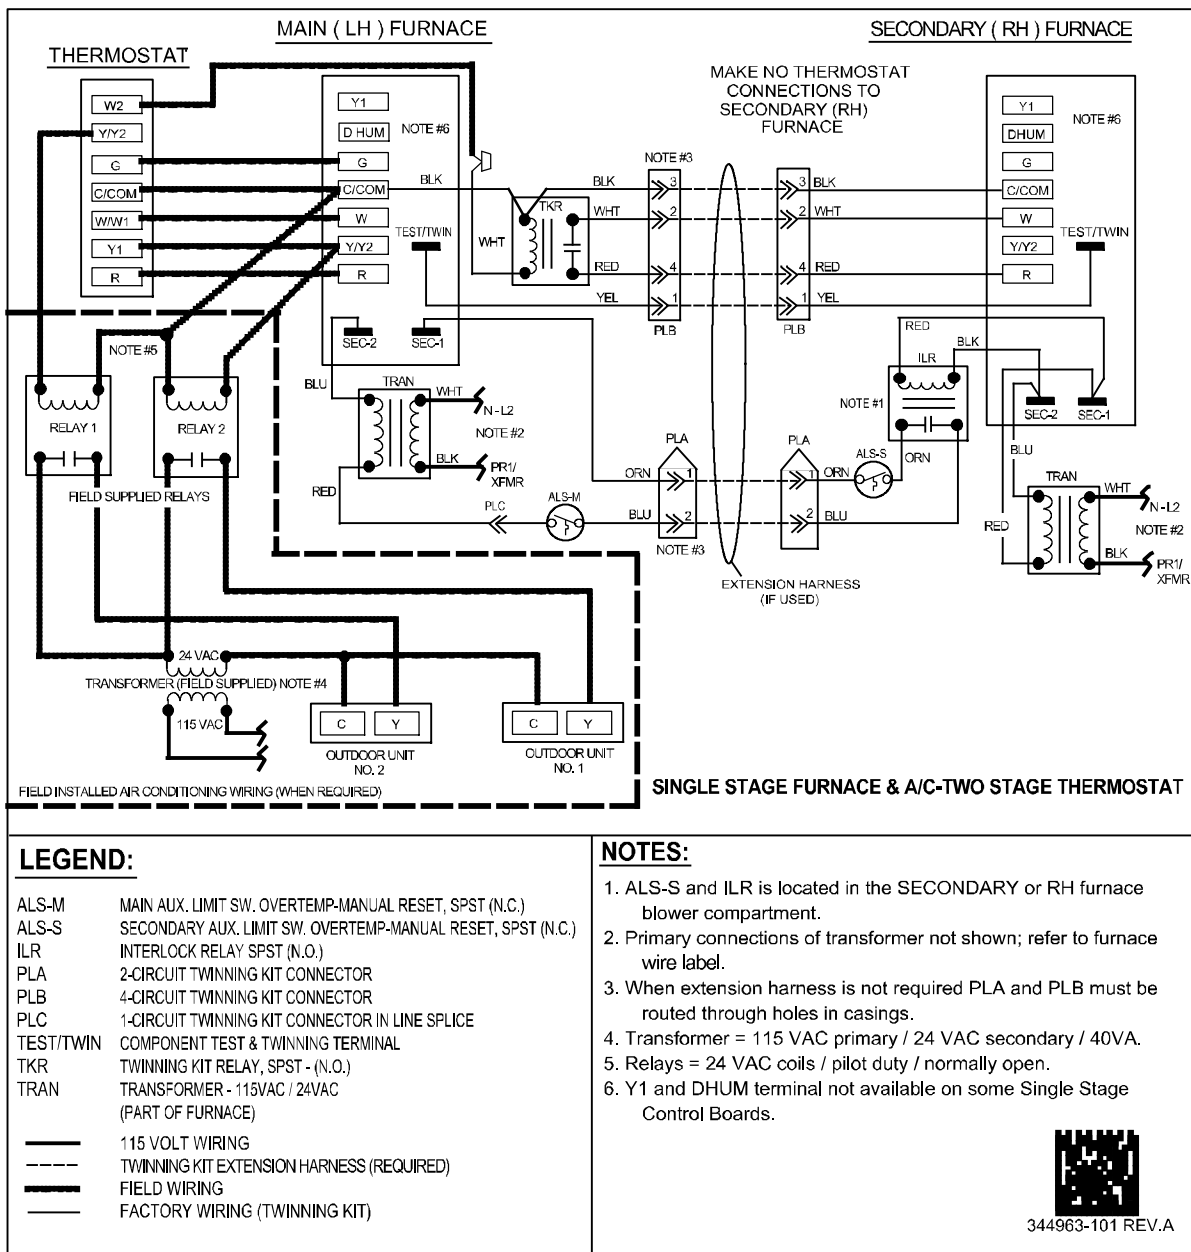 MAIN ( LH ) FURNACE
SECONDARY ( RH ) FURNACE
THERMOSTAT
W2
Y/Y2
G
C/COM
W/W1
Y1
R
Y1
D HUM
G
C/COM
W
Y/Y2
R
NOTE #6
TEST/TWIN
SEC-2
SEC-1
MAKE NO THERMOSTAT
CONNECTIONS TO
SECONDARY (RH)
FURNACE
NOTE #3
BLK
BLK
TKR
WHT
WHT
RED
YEL
3
2
4
1
PLB
3
2
4
1
PLB
BLK
WHT
RED
YEL
Y1
DHUM
G
C/COM
W
Y/Y2
R
NOTE #6
TEST/TWIN
SEC-2
SEC-1
RED
BLK
ILR
NOTE #1
NOTE #5
RELAY 1
RELAY 2
FIELD SUPPLIED RELAYS
BLU
TRAN
WHT
N - L2
NOTE #2
BLK
PR1/
XFMR
RED
PLC
ALS-M
PLA
ORN
1
BLU
2
NOTE #3
PLA
1
ORN
2
BLU
ALS-S
ORN
BLU
TRAN
WHT
N - L2
NOTE #2
RED
BLK
PR1/
XFMR
EXTENSION HARNESS
(IF USED)
24 VAC
TRANSFORMER (FIELD SUPPLIED) NOTE #4
115 VAC
C
Y
OUTDOOR UNIT
NO. 2
C
Y
OUTDOOR UNIT
NO. 1
FIELD INSTALLED AIR CONDITIONING WIRING (WHEN REQUIRED)
SINGLE STAGE FURNACE & A/C-TWO STAGE THERMOSTAT
LEGEND:
ALS-M MAIN AUX. LIMIT SW. OVERTEMP-MANUAL RESET, SPST (N.C.)
ALS-S SECONDARY AUX. LIMIT SW. OVERTEMP-MANUAL RESET, SPST (N.C.)
ILR INTERLOCK RELAY SPST (N.O.)
PLA 2-CIRCUIT TWINNING KIT CONNECTOR
PLB 4-CIRCUIT TWINNING KIT CONNECTOR
PLC 1-CIRCUIT TWINNING KIT CONNECTOR IN LINE SPLICE
TEST/TWIN COMPONENT TEST & TWINNING TERMINAL
TKR TWINNING KIT RELAY, SPST - (N.O.)
TRAN TRANSFORMER - 115VAC / 24VAC
(PART OF FURNACE)
115 VOLT WIRING
TWINNING KIT EXTENSION HARNESS (REQUIRED)
FIELD WIRING
FACTORY WIRING (TWINNING KIT)
NOTES:
1. ALS-S and ILR is located in the SECONDARY or RH furnace
blower compartment.
2. Primary connections of transformer not shown; refer to furnace
wire label.
3. When extension harness is not required PLA and PLB must be
routed through holes in casings.
4. Transformer = 115 VAC primary / 24 VAC secondary / 40VA.
5. Relays = 24 VAC coils / pilot duty / normally open.
6. Y1 and DHUM terminal not available on some Single Stage
Control Boards.
344963-101 REV.A